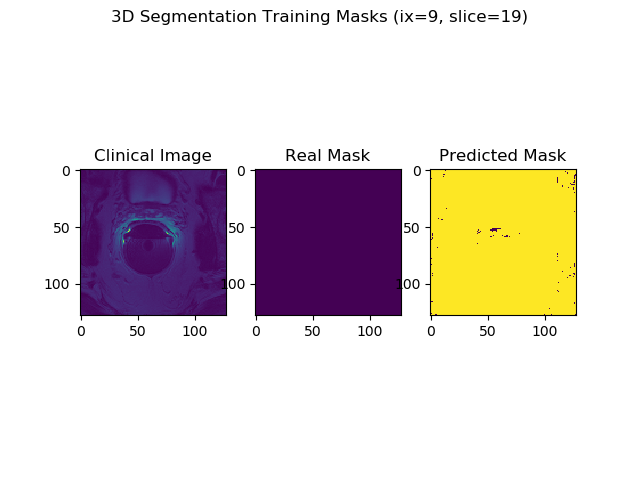 3D Segmentation Training Masks (ix=9, slice=19)
Clinical Image Real Mask Predicted Mask
0 0 0
50 50 50
100 100 100
0 50 100 0 50 100 0 50 100